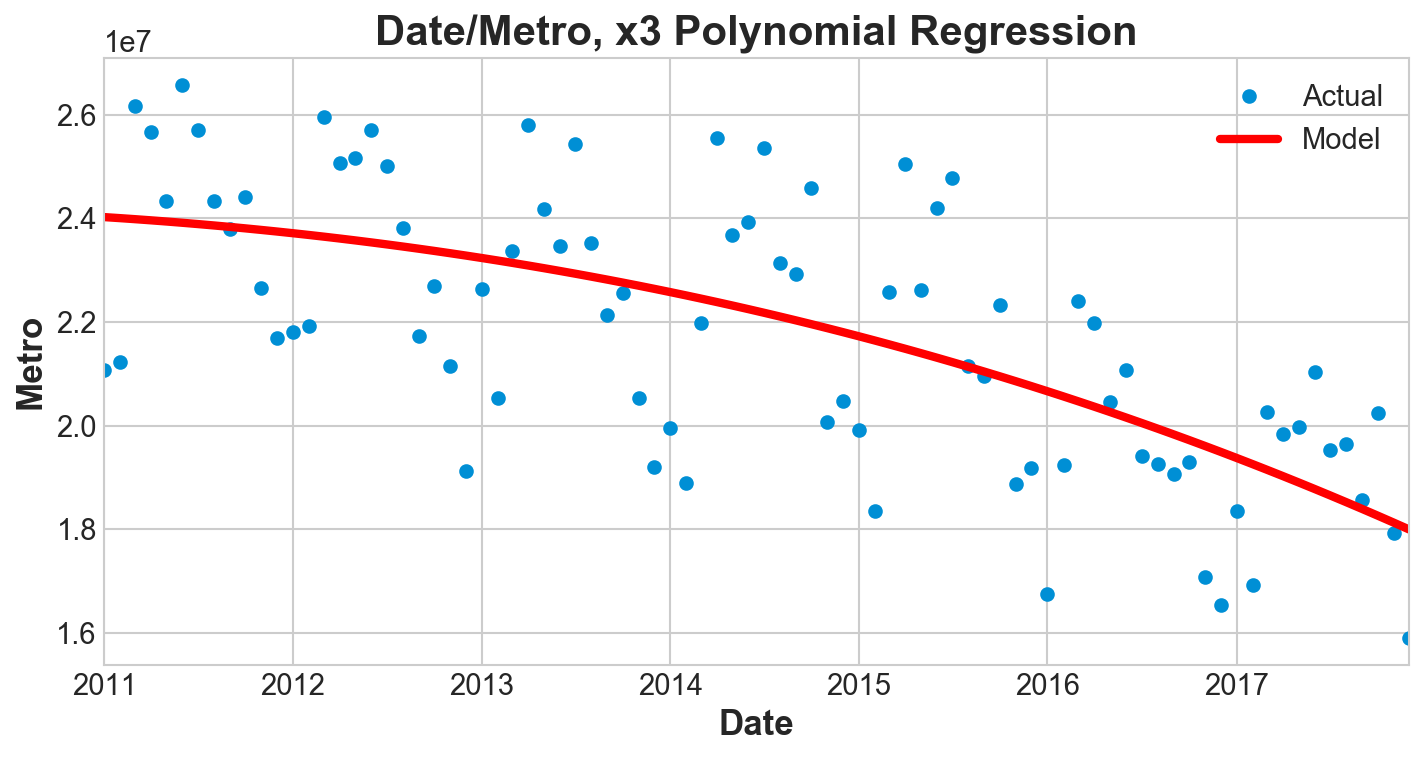 Date/Metro, x3 Polynomial Regression
1e7
Actual
Model
2.6
2.4
2.2
2.0
1.8
1.6
Metro
2011 2012 2013 2014 2015 2016 2017
Date